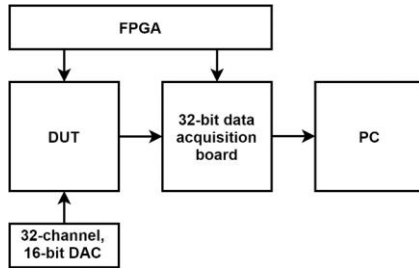 FPGA
DUT
32-bit data
acquisition
board
PC
32-channel,
16-bit DAC